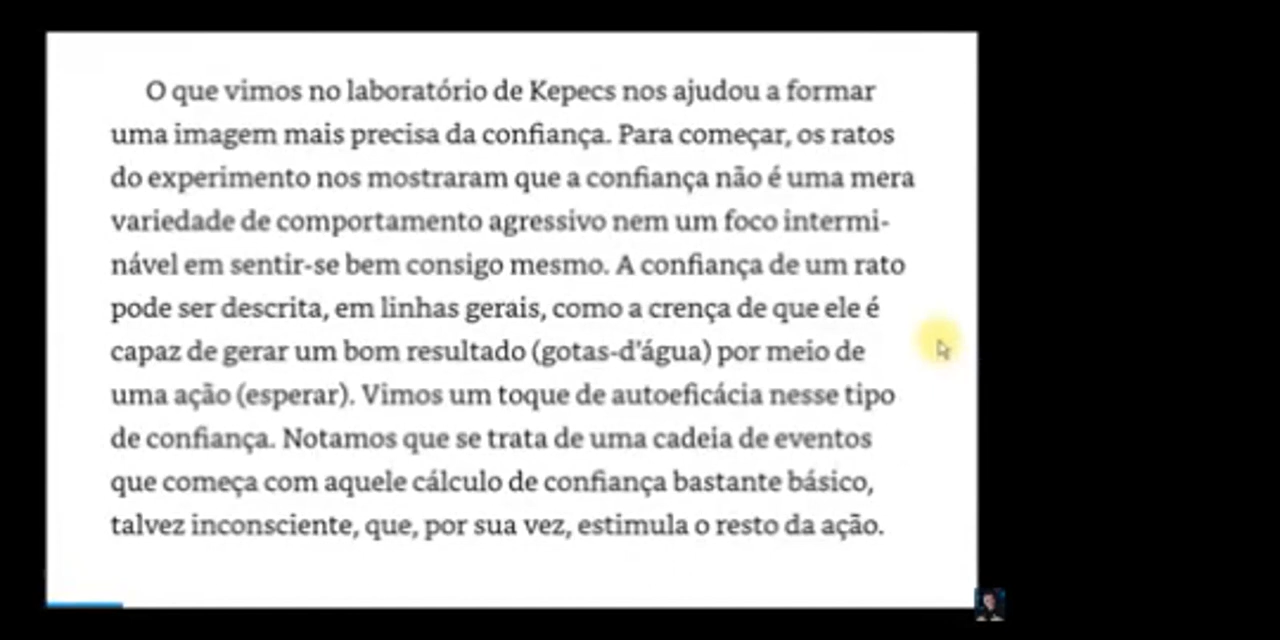 O que vimos no laboratório de Kepecs nos ajudou a formar
uma imagem mais precisa da confiança. Para começar, os ratos
do experimento nos mostraram que a confiança não é uma mera
variedade de comportamento agressivo nem um foco intermi-
nável em sentir-se bem consigo mesmo. A confiança de um rato
pode ser descrita, em linhas gerais, como a crença de que ele é
capaz de gerar um bom resultado (gotas-d'água) por meio de
uma ação (esperar). Vimos um toque de autoeficácia nesse tipo
de confiança. Notamos que se trata de uma cadeia de eventos
que começa com aquele cálculo de confiança bastante básico,
talvez inconsciente, que, por sua vez, estimula o resto da ação.